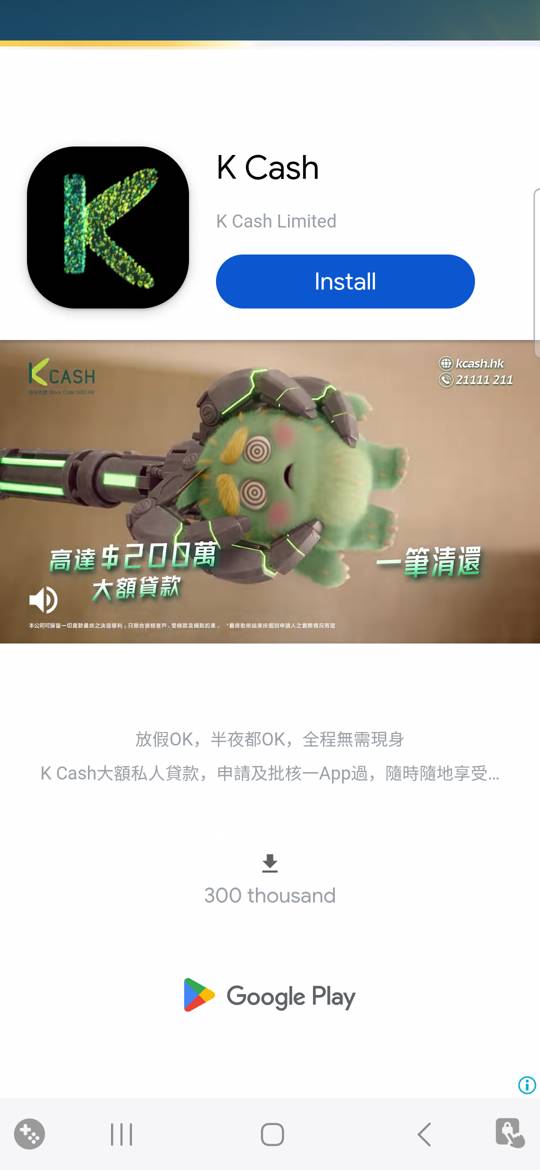 K Cash
K Cash Limited
Install
KCASH
kcash.hk
21111 211
高達$200萬
大額貸款
一筆清還
放假OK，半夜都OK，全程無需現身
K Cash大額私人貸款，申請及批核一App過，隨時隨地享受...
300 thousand
Google Play